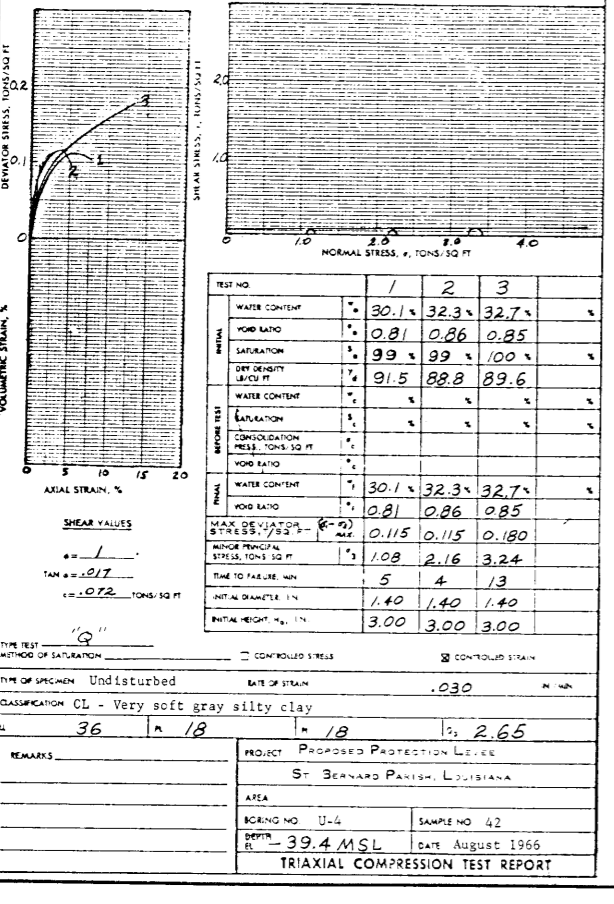 DEVIATOR STRESS, TONS/SQ FT
0.2
0.1
0
3
1
2
VOLUMETRIC STRAIN, %
0 5 10 15 20
AXIAL STRAIN, %
SHEAR STRESS, τ, TONS/SQ FT
2.0
1.0
0 1.0 2.0 3.0 4.0
NORMAL STRESS, σ, TONS/SQ FT
TEST NO. 1 2 3
INITIAL
WATER CONTENT 30.1 % 32.3 % 32.7 % %
VOID RATIO 0.81 0.86 0.85
SATURATION 99 % 99 % 100 % %
DRY DENSITY LB/CU FT 91.5 88.8 89.6
BEFORE TEST
WATER CONTENT % % % %
SATURATION % % % %
CONSOLIDATION PRESS., TONS/SQ FT
VOID RATIO
FINAL
WATER CONTENT 30.1 % 32.3 % 32.7 % %
VOID RATIO 0.81 0.86 0.85
MAX DEVIATOR STRESS, /SQ FT MAX. 0.115 0.115 0.180
MINOR PRINCIPAL STRESS, TONS SQ FT σ3 1.08 2.16 3.24
TIME TO FAILURE, MIN 5 4 13
INITIAL DIAMETER, IN. 1.40 1.40 1.40
INITIAL HEIGHT, H₀, IN. 3.00 3.00 3.00
SHEAR VALUES
φ = 1 °
TAN φ = .017
c = .072 TONS/SQ FT
TYPE TEST "Q"
METHOD OF SATURATION
CONTROLLED STRESS
CONTROLLED STRAIN
TYPE OF SPECIMEN Undisturbed RATE OF STRAIN .030 IN/MIN
CLASSIFICATION CL - Very soft gray silty clay
LL 36 PL 18 PI 18 Gs 2.65
REMARKS
PROJECT PROPOSED PROTECTION LEVEE
ST BERNARD PARISH, LOUISIANA
AREA
BORING NO. U-4 SAMPLE NO 42
DEPTH EL -39.4 MSL DATE August 1966
TRIAXIAL COMPRESSION TEST REPORT